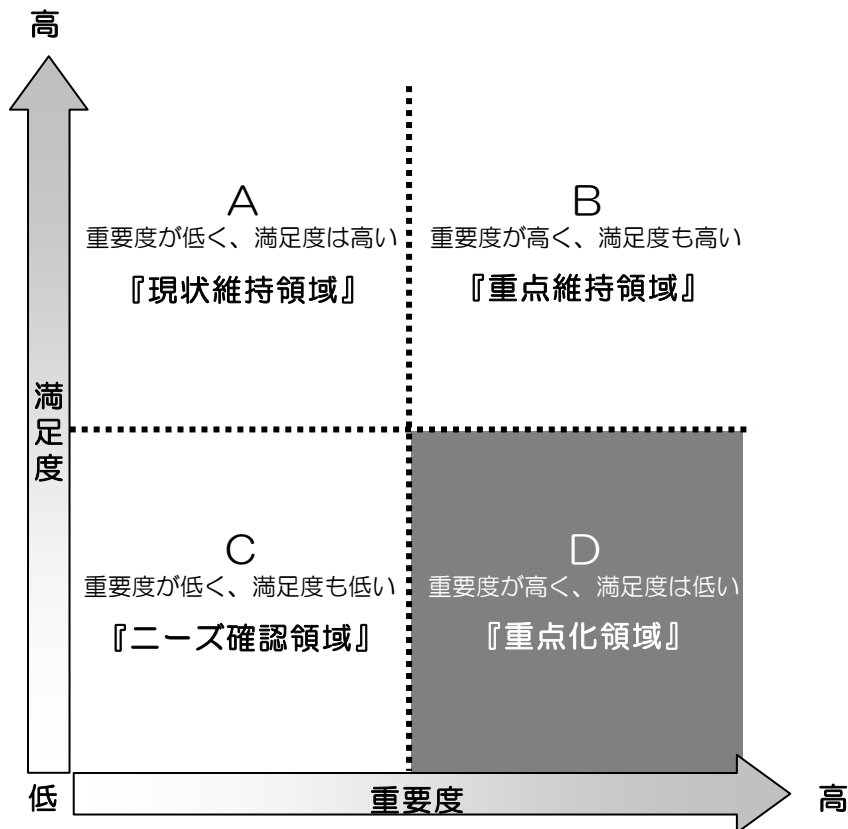 高
A
重要度が低く、満足度は高い
『現状維持領域』
B
重要度が高く、満足度も高い
『重点維持領域』
満足度
C
重要度が低く、満足度も低い
『ニーズ確認領域』
D
重要度が高く、満足度は低い
『重点化領域』
低
重要度
高